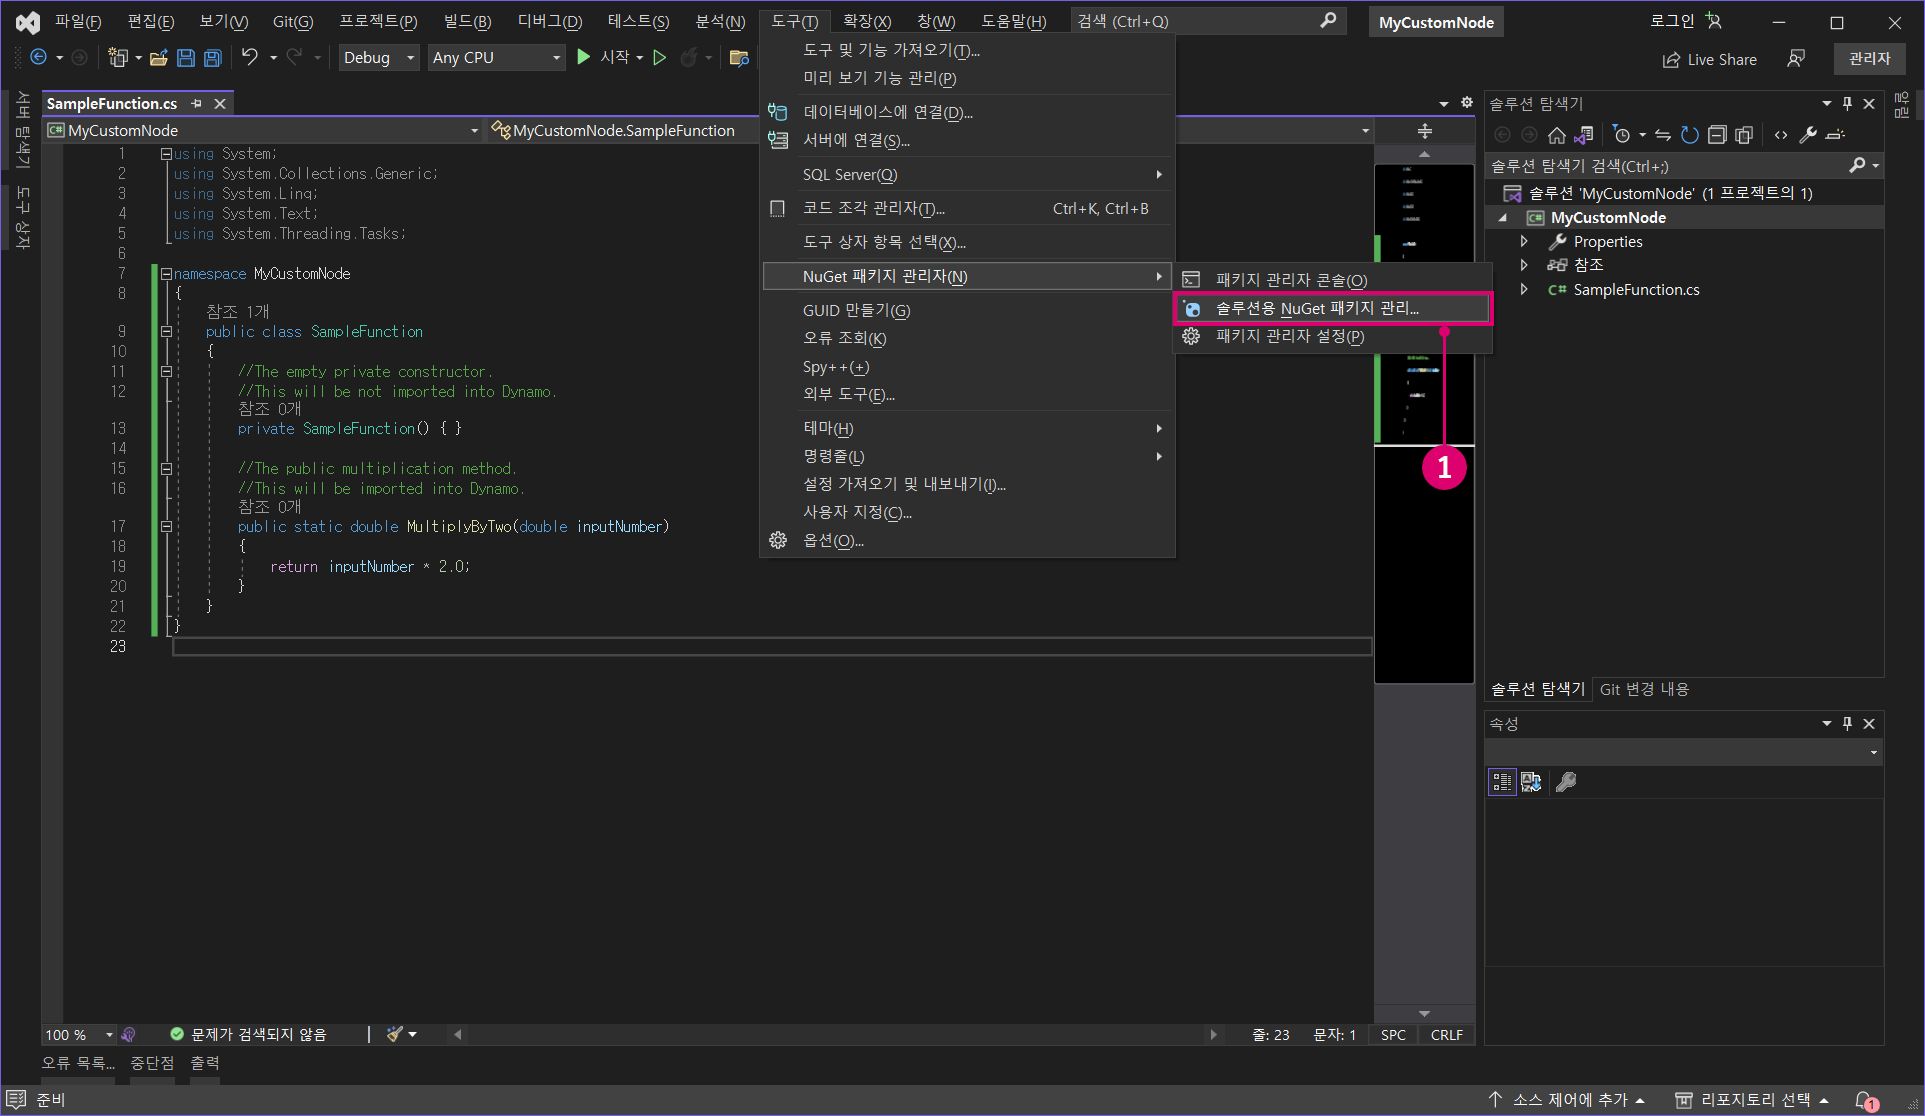 파일(F) 편집(E) 보기(V) Git(G) 프로젝트(P) 빌드(B) 디버그(D) 테스트(S) 분석(N) 도구(T) 확장(X) 창(W) 도움말(H) 검색 (Ctrl+Q) MyCustomNode 로그인
Debug Any CPU 시작 Live Share 관리자
서버 탐색기
도구 상자
SampleFunction.cs
MyCustomNode MyCustomNode.SampleFunction
1 using System;
2 using System.Collections.Generic;
3 using System.Linq;
4 using System.Text;
5 using System.Threading.Tasks;
6
7 namespace MyCustomNode
8 {
참조 1개
9 public class SampleFunction
10 {
11 //The empty private constructor.
12 //This will be not imported into Dynamo.
참조 0개
13 private SampleFunction() { }
14
15 //The public multiplication method.
16 //This will be imported into Dynamo.
참조 0개
17 public static double MultiplyByTwo(double inputNumber)
18 {
19 return inputNumber * 2.0;
20 }
21 }
22 }
23
도구 및 기능 가져오기(T)...
미리 보기 기능 관리(P)
데이터베이스에 연결(D)...
서버에 연결(S)...
SQL Server(Q)
코드 조각 관리자(T)... Ctrl+K, Ctrl+B
도구 상자 항목 선택(X)...
NuGet 패키지 관리자(N)
GUID 만들기(G)
오류 조회(K)
Spy++(+)
외부 도구(E)...
테마(H)
명령줄(L)
설정 가져오기 및 내보내기(I)...
사용자 지정(C)...
옵션(O)...
패키지 관리자 콘솔(O)
솔루션용 NuGet 패키지 관리...
패키지 관리자 설정(P)
1
솔루션 탐색기
솔루션 탐색기 검색(Ctrl+;)
솔루션 'MyCustomNode' (1 프로젝트의 1)
MyCustomNode
Properties
참조
C# SampleFunction.cs
솔루션 탐색기 Git 변경 내용
속성
알림
100 % 문제가 검색되지 않음 줄: 23 문자: 1 SPC CRLF
오류 목록... 중단점 출력
준비 소스 제어에 추가 리포지토리 선택 1